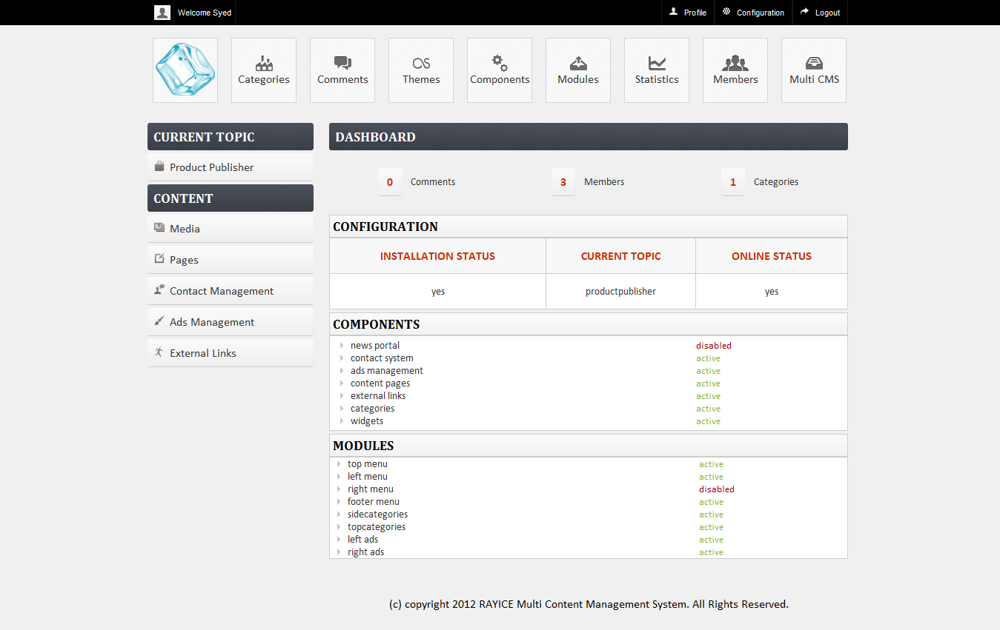 Welcome Syed
Profile
Configuration
Logout
Categories
Comments
Themes
Components
Modules
Statistics
Members
Multi CMS
CURRENT TOPIC
Product Publisher
CONTENT
Media
Pages
Contact Management
Ads Management
External Links
DASHBOARD
0 Comments
3 Members
1 Categories
CONFIGURATION
INSTALLATION STATUS CURRENT TOPIC ONLINE STATUS
yes productpublisher yes
COMPONENTS
news portal disabled
contact system active
ads management active
content pages active
external links active
categories active
widgets active
MODULES
top menu active
left menu active
right menu disabled
footer menu active
sidecategories active
topcategories active
left ads active
right ads active
(c) copyright 2012 RAYICE Multi Content Management System. All Rights Reserved.